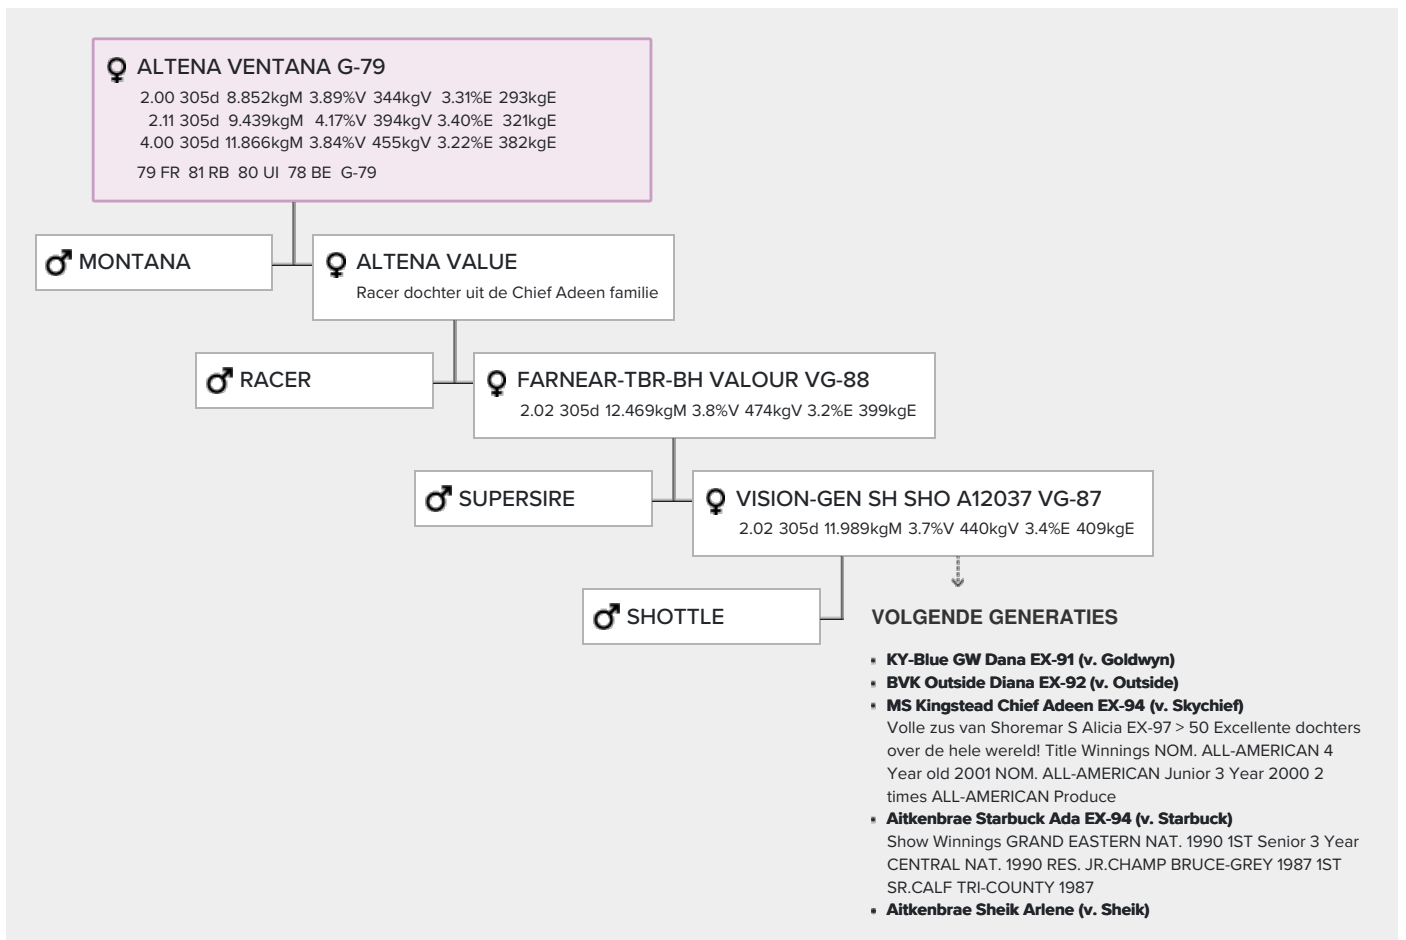 ALTENA VENTANA G-79
2.00 305d 8.852kgM 3.89%V 344kgV 3.31%E 293kgE
2.11 305d 9.439kgM 4.17%V 394kgV 3.40%E 321kgE
4.00 305d 11.866kgM 3.84%V 455kgV 3.22%E 382kgE
79 FR 81 RB 80 UI 78 BE G-79
MONTANA
ALTENA VALUE
Racer dochter uit de Chief Adeen familie
RACER
FARNEAR-TBR-BH VALOUR VG-88
2.02 305d 12.469kgM 3.8%V 474kgV 3.2%E 399kgE
SUPERSIRE
VISION-GEN SH SHO A12037 VG-87
2.02 305d 11.989kgM 3.7%V 440kgV 3.4%E 409kgE
SHOTTLE
VOLGENDE GENERATIES
KY-Blue GW Dana EX-91 (v. Goldwyn)
BVK Outside Diana EX-92 (v. Outside)
MS Kingstead Chief Adeen EX-94 (v. Skychief)
Volle zus van Shoremar S Alicia EX-97 > 50 Excellente dochters
over de hele wereld! Title Winnings NOM. ALL-AMERICAN 4
Year old 2001 NOM. ALL-AMERICAN Junior 3 Year 2000 2
times ALL-AMERICAN Produce
Aitkenbrae Starbuck Ada EX-94 (v. Starbuck)
Show Winnings GRAND EASTERN NAT. 1990 1ST Senior 3 Year
CENTRAL NAT. 1990 RES. JR.CHAMP BRUCE-GREY 1987 1ST
SR.CALF TRI-COUNTY 1987
Aitkenbrae Sheik Arlene (v. Sheik)